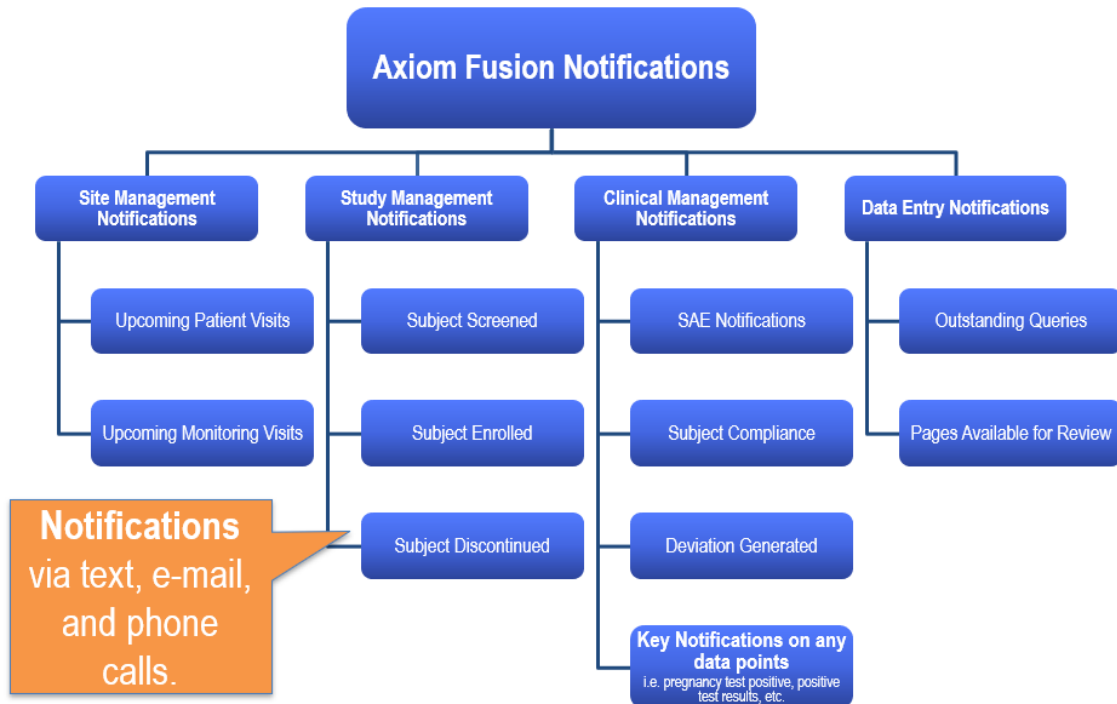 Axiom Fusion Notifications
Site Management
Notifications
Study Management
Notifications
Clinical Management
Notifications
Data Entry Notifications
Upcoming Patient Visits
Subject Screened
SAE Notifications
Outstanding Queries
Upcoming Monitoring Visits
Subject Enrolled
Subject Compliance
Pages Available for Review
Notifications
via text, e-mail,
and phone
calls.
Subject Discontinued
Deviation Generated
Key Notifications on any
data points
i.e. pregnancy test positive, positive
test results, etc.